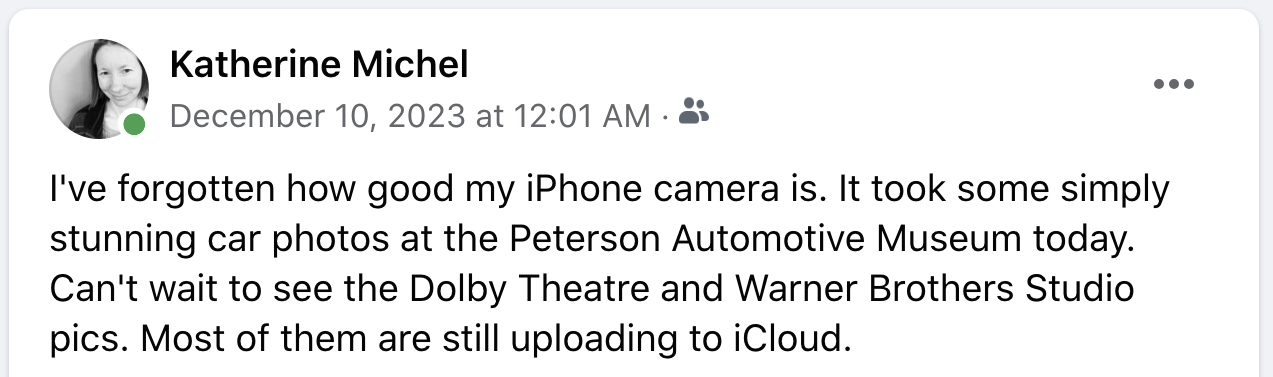 Katherine Michel
December 10, 2023 at 12:01 AM ·
I've forgotten how good my iPhone camera is. It took some simply
stunning car photos at the Peterson Automotive Museum today.
Can't wait to see the Dolby Theatre and Warner Brothers Studio
pics. Most of them are still uploading to iCloud.